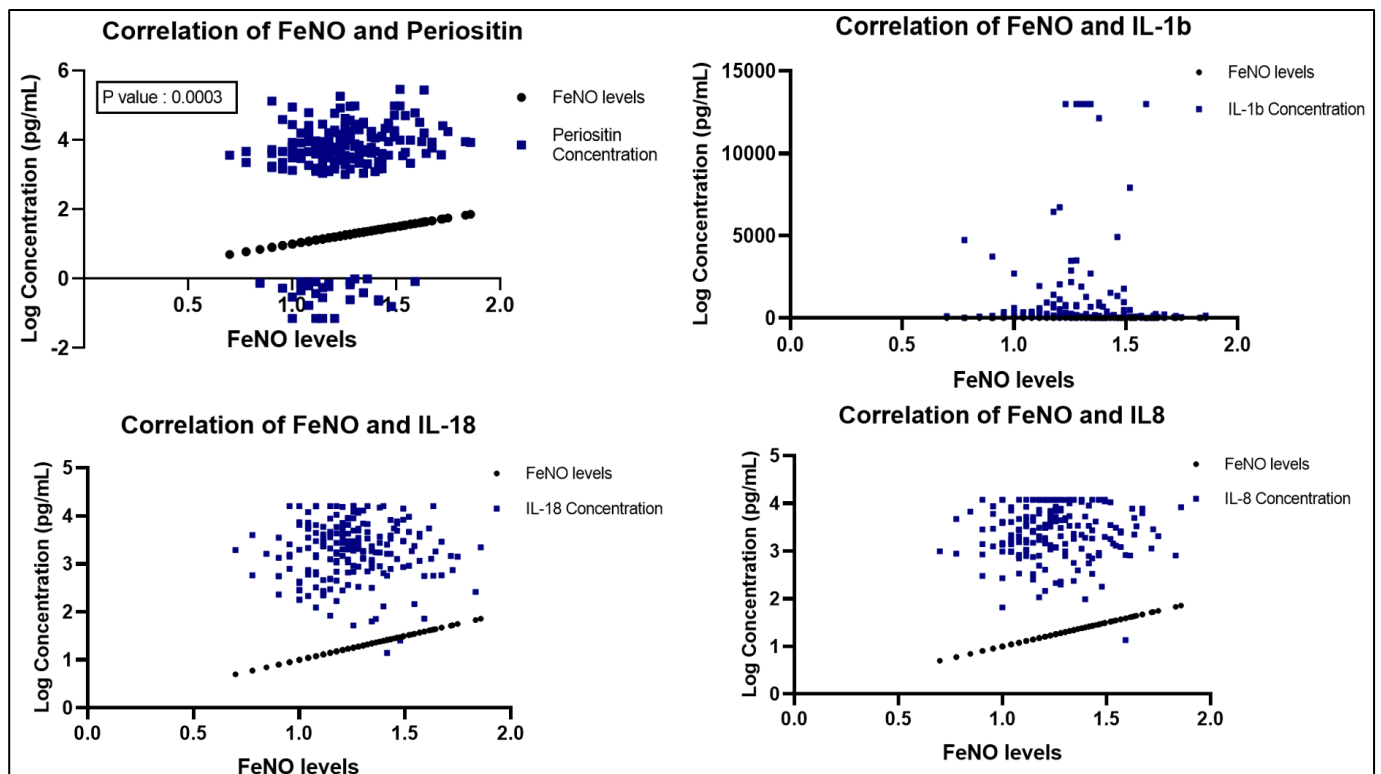 Correlation of FeNO and Periositin
Log Concentration (pg/mL)
6
4
2
0
-2
P value : 0.0003
0.5
1.0
1.5
2.0
FeNO levels
FeNO levels
Periositin
Concentration
Correlation of FeNO and IL-1b
Log Concentration (pg/mL)
15000
10000
5000
0
0.0
0.5
1.0
1.5
2.0
FeNO levels
FeNO levels
IL-1b Concentration
Correlation of FeNO and IL-18
Log Concentration (pg/mL)
5
4
3
2
1
0
0.0
0.5
1.0
1.5
2.0
FeNO levels
FeNO levels
IL-18 Concentration
Correlation of FeNO and IL8
Log Concentration (pg/mL)
5
4
3
2
1
0
0.0
0.5
1.0
1.5
2.0
FeNO levels
FeNO levels
IL-8 Concentration